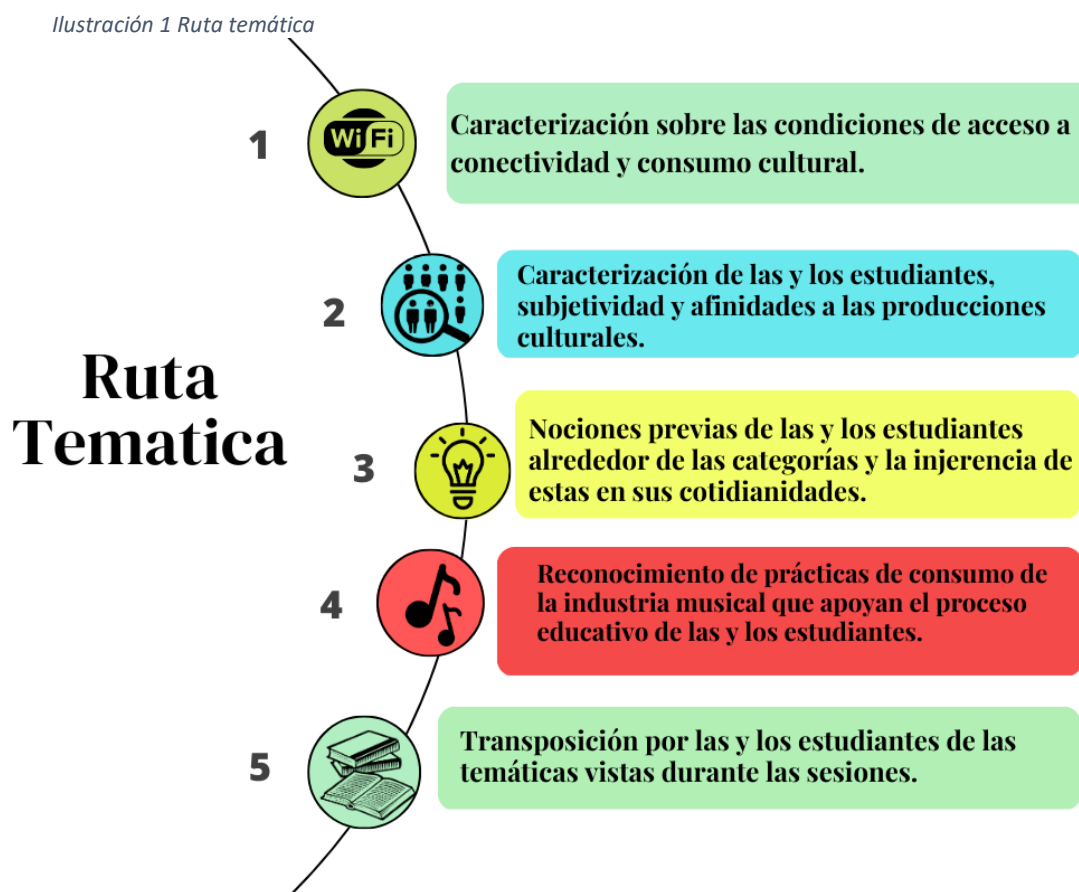 Ilustración 1 Ruta temática
1
WiFi
Caracterización sobre las condiciones de acceso a
conectividad y consumo cultural.
2
Caracterización de las y los estudiantes,
subjetividad y afinidades a las producciones
culturales.
Ruta
Tematica
3
Nociones previas de las y los estudiantes
alrededor de las categorías y la injerencia de
estas en sus cotidianidades.
4
Reconocimiento de prácticas de consumo de
la industria musical que apoyan el proceso
educativo de las y los estudiantes.
5
Transposición por las y los estudiantes de las
temáticas vistas durante las sesiones.